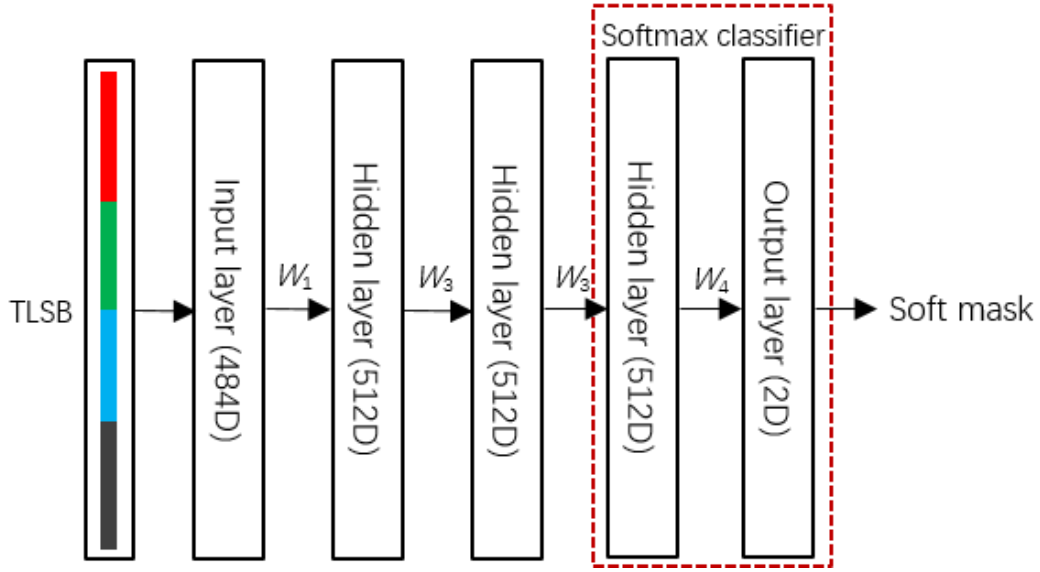 Softmax classifier
TLSB
Input layer (484D)
W1
Hidden layer (512D)
W3
Hidden layer (512D)
W3
Hidden layer (512D)
W4
Output layer (2D)
Soft mask